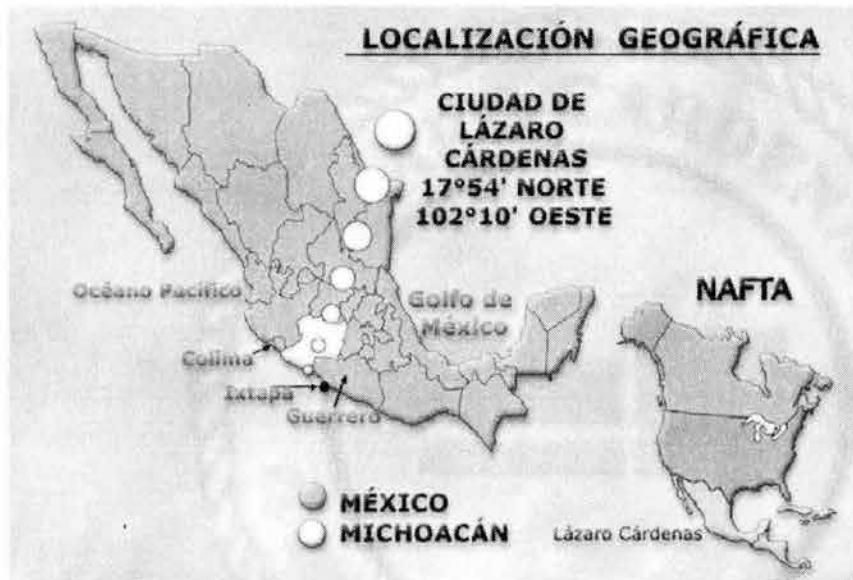 LOCALIZACIÓN GEOGRÁFICA
CIUDAD DE
LÁZARO
CÁRDENAS
17°54' NORTE
102°10' OESTE
Océano Pacífico
Golfo de
México
NAFTA
Colima
Ixtapa
Guerrero
MÉXICO
MICHOACÁN
Lázaro Cárdenas